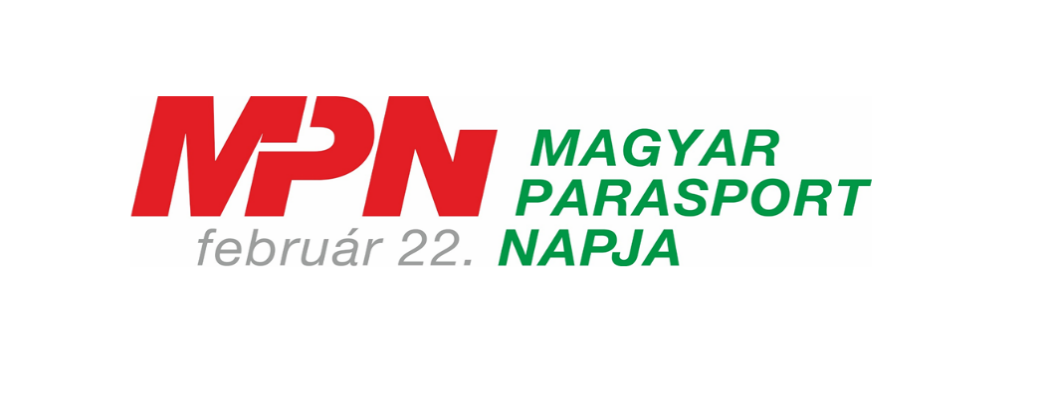 MPN
február 22.
MAGYAR
PARASPORT
NAPJA